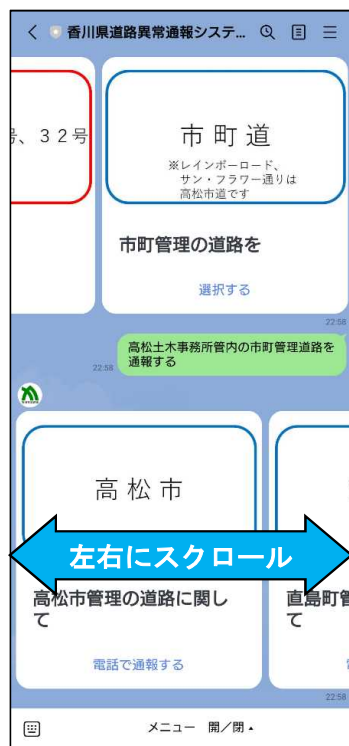 香川県道路異常通報システ...
号、３２号
市町道
※レインボーロード、
サン・フラワー通りは
高松市道です
市町管理の道路を
選択する
22:58
高松土木事務所管内の市町管理道路を
通報する
22:58
高松市
左右にスクロール
高松市管理の道路に関し
て
直島町管
て
電話で通報する
22:58
メニュー 開／閉▲